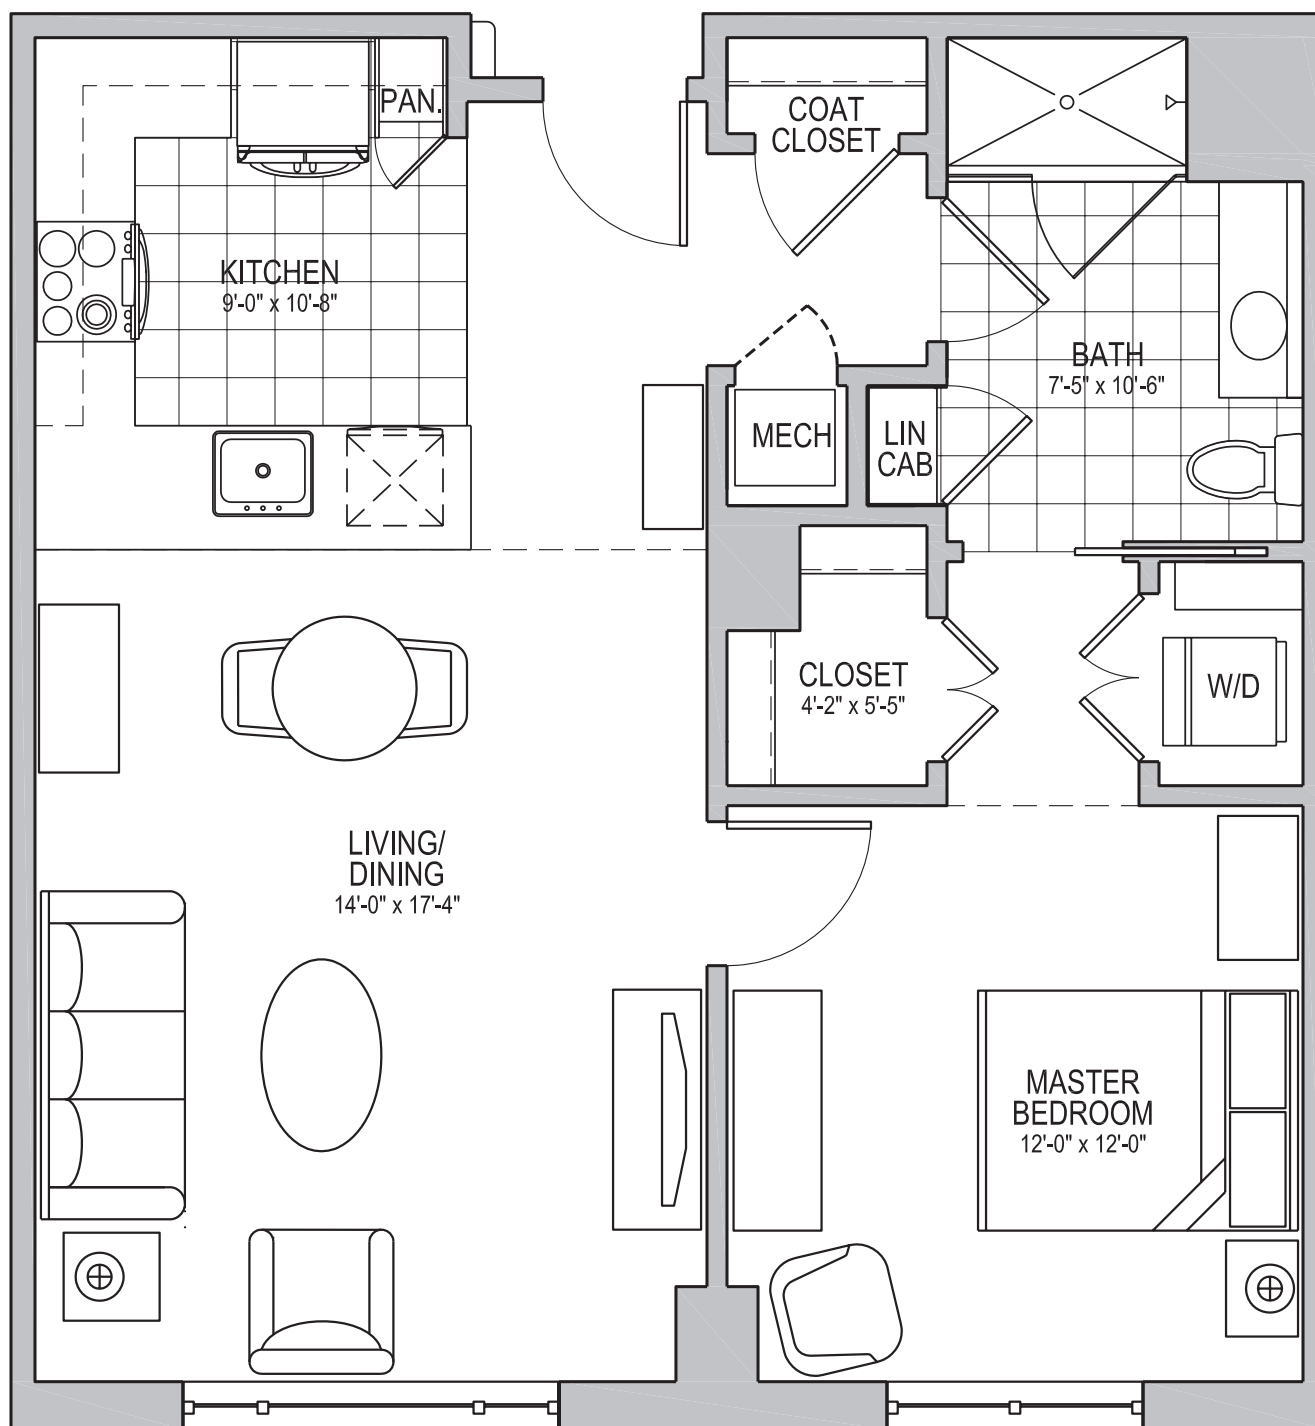 PAN.
COAT
CLOSET
KITCHEN
9'-0" x 10'-8"
BATH
7'-5" x 10'-6"
MECH
LIN
CAB
CLOSET
4'-2" x 5'-5"
W/D
LIVING/
DINING
14'-0" x 17'-4"
MASTER
BEDROOM
12'-0" x 12'-0"